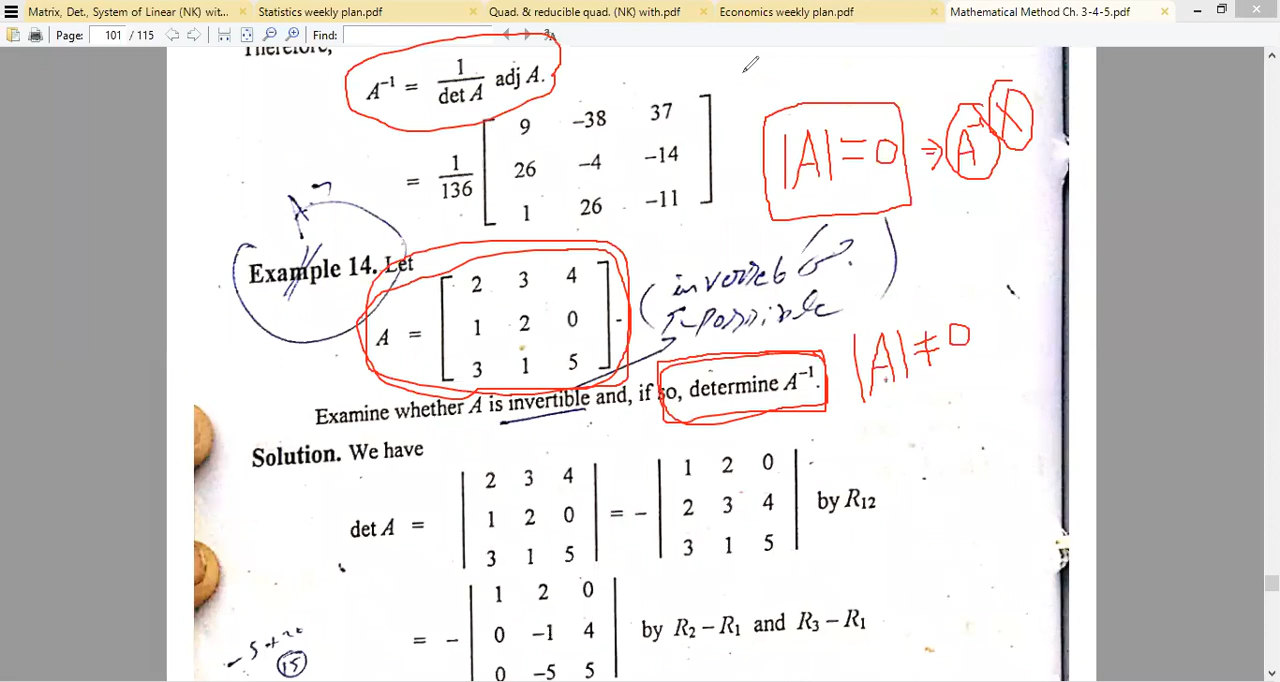 Matrix, Det., System of Linear (NK) wit... Statistics weekly plan.pdf Quad. & reducible quad. (NK) with.pdf Economics weekly plan.pdf Mathematical Method Ch. 3-4-5.pdf
Page: 101 / 115 Find:
Therefore,
A⁻¹ = 1/det A adj A.
= 1/136 [ 9 −38 37
26 −4 −14
1 26 −11 ]
|A| = 0 ⇒ A⁻¹ X
A⁻¹
Example 14. Let
A = [ 2 3 4
1 2 0
3 1 5 ] .
|A| ≠ 0
Examine whether A is invertible and, if so, determine A⁻¹.
Solution. We have
det A = | 2 3 4
1 2 0
3 1 5 | = − | 1 2 0
2 3 4
3 1 5 | by R12
= − | 1 2 0
0 −1 4
0 −5 5 | by R2 − R1 and R3 − R1
15